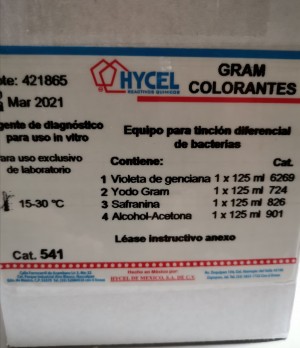 HYCEL
REACTIVOS QUIMICOS
GRAM
COLORANTES
ote: 421865
Mar 2021
gente de diagnóstico
para uso in vitro
Para uso exclusivo
de laboratorio
15-30 ºC
Cat. 541
Equipo para tinción diferencial
de bacterias
Contiene: Cat.
1 Violeta de genciana 1 x 125 ml 6269
2 Yodo Gram 1 x 125 ml 724
3 Safranina 1 x 125 ml 826
4 Alcohol-Acetona 1 x 125 ml 901
Léase instructivo anexo
Hecho en México por:
HYCEL DE MEXICO, S.A. DE C.V.